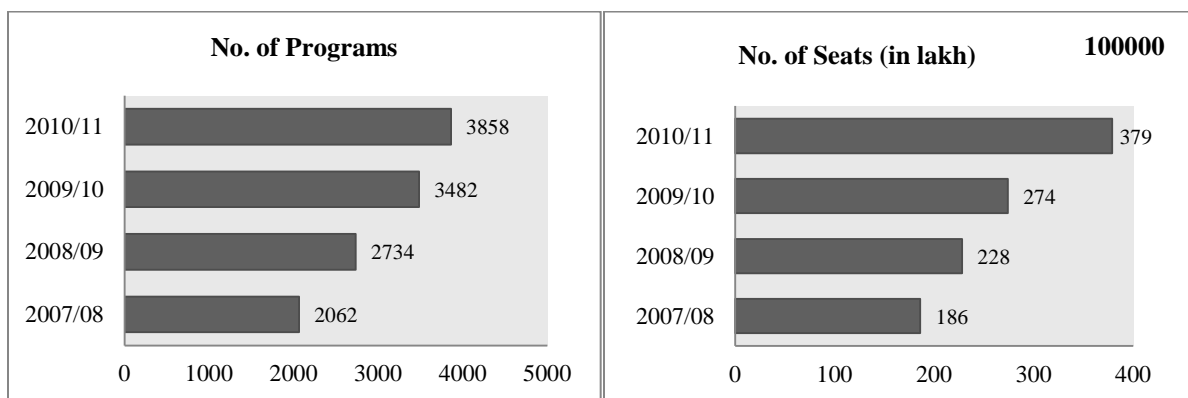 No. of Programs
2010/11 3858
2009/10 3482
2008/09 2734
2007/08 2062
0 1000 2000 3000 4000 5000
No. of Seats (in lakh) 100000
2010/11 379
2009/10 274
2008/09 228
2007/08 186
0 100 200 300 400